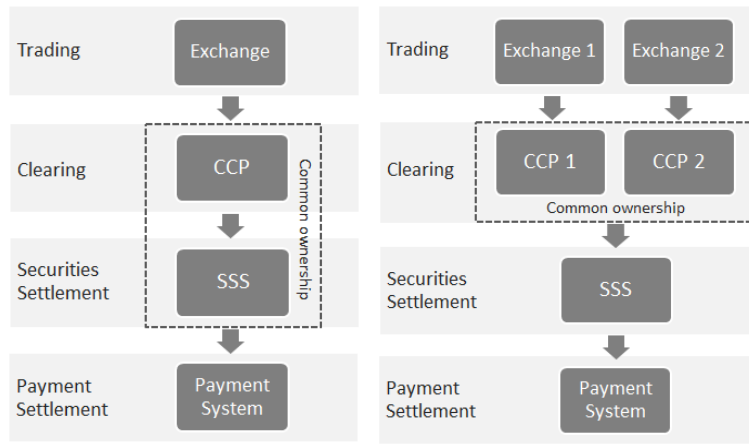 Trading
Exchange
Clearing
CCP
Common ownership
Securities
Settlement
SSS
Payment
Settlement
Payment
System
Trading
Exchange 1
Exchange 2
Clearing
CCP 1
CCP 2
Common ownership
Securities
Settlement
SSS
Payment
Settlement
Payment
System